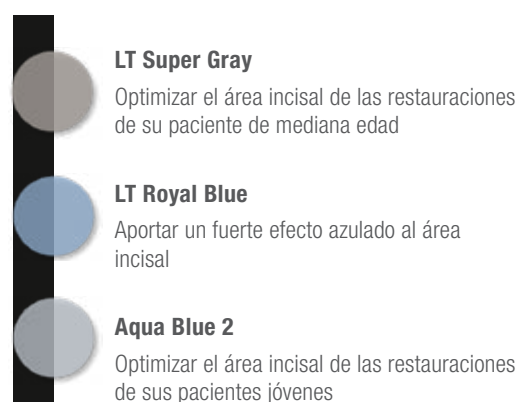 LT Super Gray
Optimizar el área incisal de las restauraciones
de su paciente de mediana edad
LT Royal Blue
Aportar un fuerte efecto azulado al área
incisal
Aqua Blue 2
Optimizar el área incisal de las restauraciones
de sus pacientes jóvenes